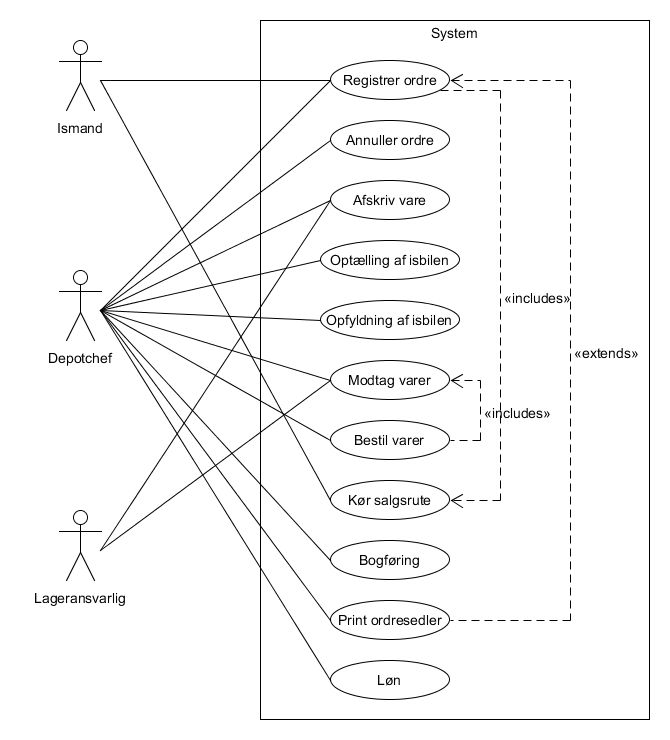 System
Ismand
Registrer ordre
Annuller ordre
Afskriv vare
Optælling af isbilen
«includes»
Opfyldning af isbilen
Depotchef
«extends»
Modtag varer
«includes»
Bestil varer
Kør salgsrute
Bogføring
Lageransvarlig
Print ordresedler
Løn